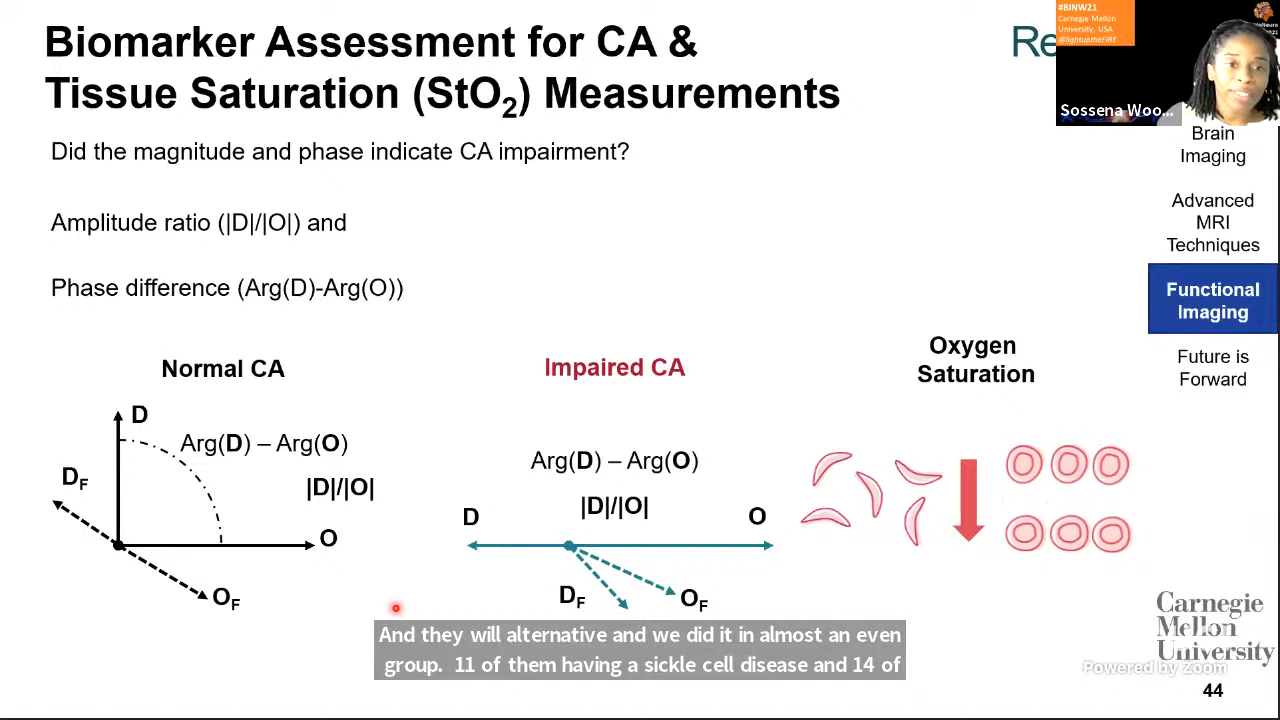 Biomarker Assessment for CA &
Tissue Saturation (StO2) Measurements
Did the magnitude and phase indicate CA impairment?
Amplitude ratio (|D|/|O|) and
Phase difference (Arg(D)-Arg(O))
Normal CA
D
Arg(D) – Arg(O)
DF
|D|/|O|
O
OF
Impaired CA
Arg(D) – Arg(O)
|D|/|O|
D
O
DF
OF
Oxygen
Saturation
And they will alternative and we did it in almost an even
group. 11 of them having a sickle cell disease and 14 of
#BINW21
Carnegie Mellon
University, USA
@lightuptheFIRE
Sossena Woo...
Brain
Imaging
Advanced
MRI
Techniques
Functional
Imaging
Future is
Forward
Carnegie
Mellon
University
Powered by Zoom
44